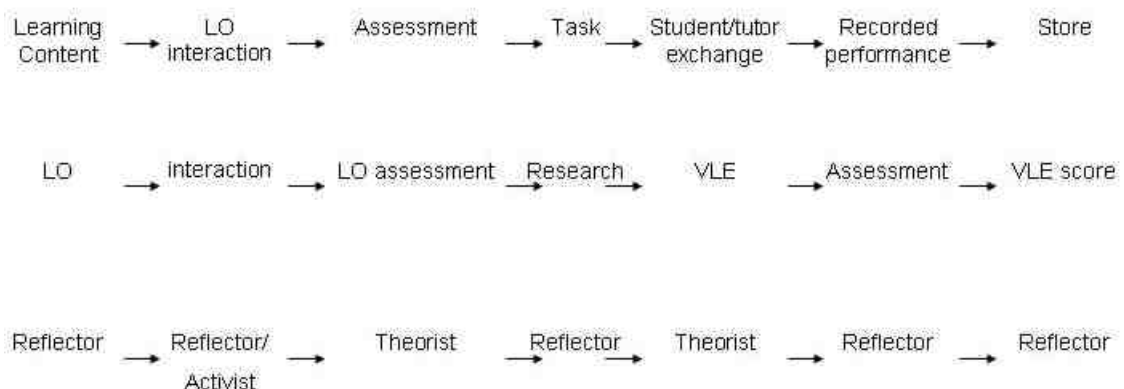 Learning Content → LO interaction → Assessment → Task → Student/tutor exchange → Recorded performance → Store
LO → interaction → LO assessment → Research → VLE → Assessment → VLE score
Reflector → Reflector/ Activist → Theorist → Reflector → Theorist → Reflector → Reflector